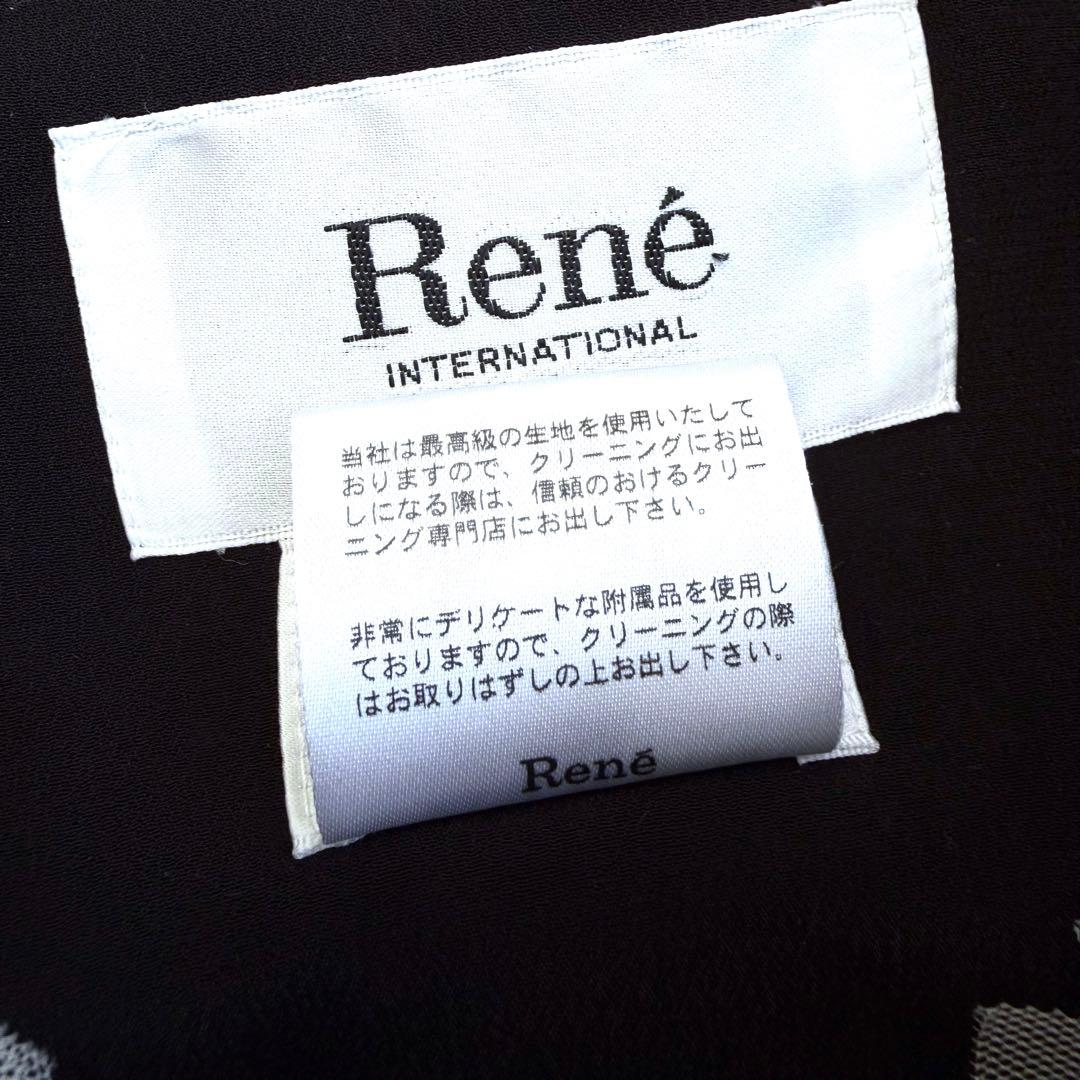 René
INTERNATIONAL
当社は最高級の生地を使用いたして
おりますので、クリーニングにお出
しになる際は、信頼のおけるクリー
ニング専門店にお出し下さい。
非常にデリケートな附属品を使用し
ておりますので、クリーニングの際
はお取りはずしの上お出し下さい。
René